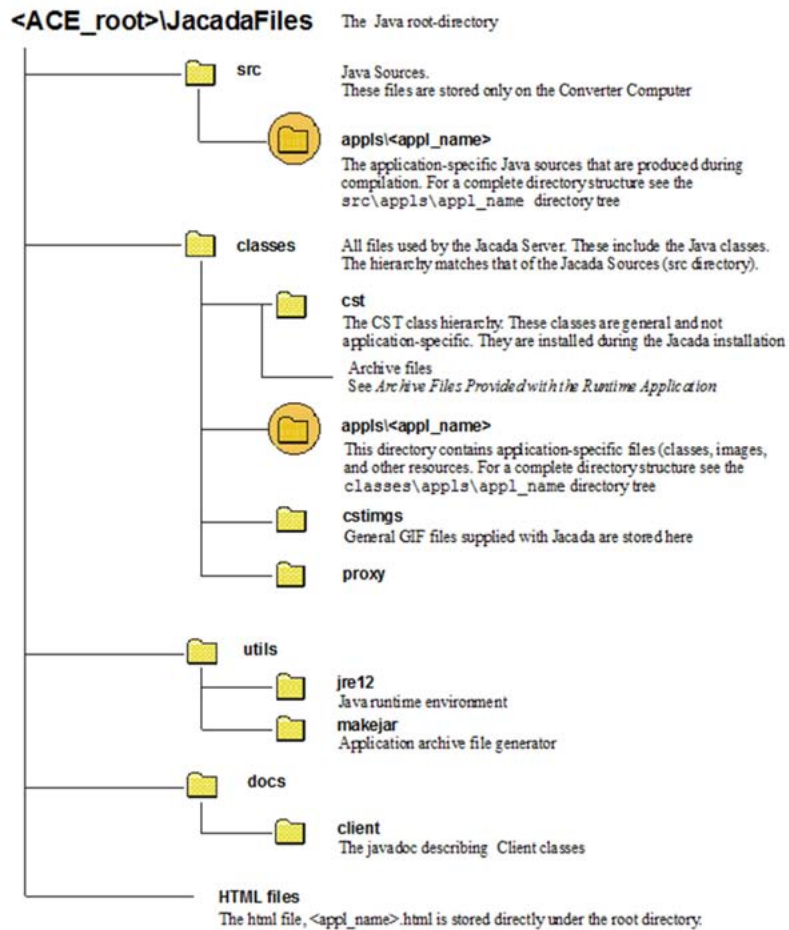 <ACE_root>\JacadaFiles The Java root-directory
src Java Sources.
These files are stored only on the Converter Computer
appls\<appl_name>
The application-specific Java sources that are produced during
compilation. For a complete directory structure see the
src\appls\appl_name directory tree
classes All files used by the Jacada Server. These include the Java classes.
The hierarchy matches that of the Jacada Sources (src directory).
cst
The CST class hierarchy. These classes are general and not
application-specific. They are installed during the Jacada installation
Archive files
See Archive Files Provided with the Runtime Application
appls\<appl_name>
This directory contains application-specific files (classes, images,
and other resources. For a complete directory structure see the
classes\appls\appl_name directory tree
cstimgs
General GIF files supplied with Jacada are stored here
proxy
utils
jre12
Java runtime environment
makejar
Application archive file generator
docs
client
The javadoc describing Client classes
HTML files
The html file, <appl_name>.html is stored directly under the root directory.